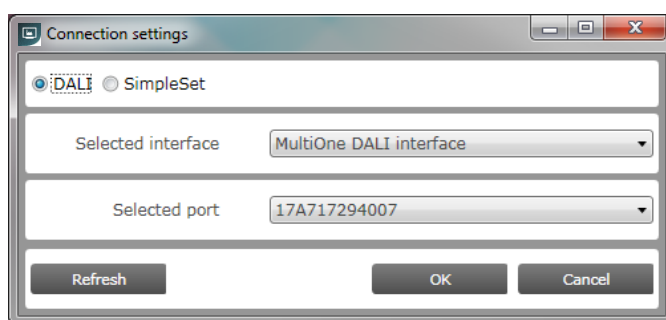 Connection settings
DALI SimpleSet
Selected interface MultiOne DALI interface
Selected port 17A717294007
Refresh OK Cancel